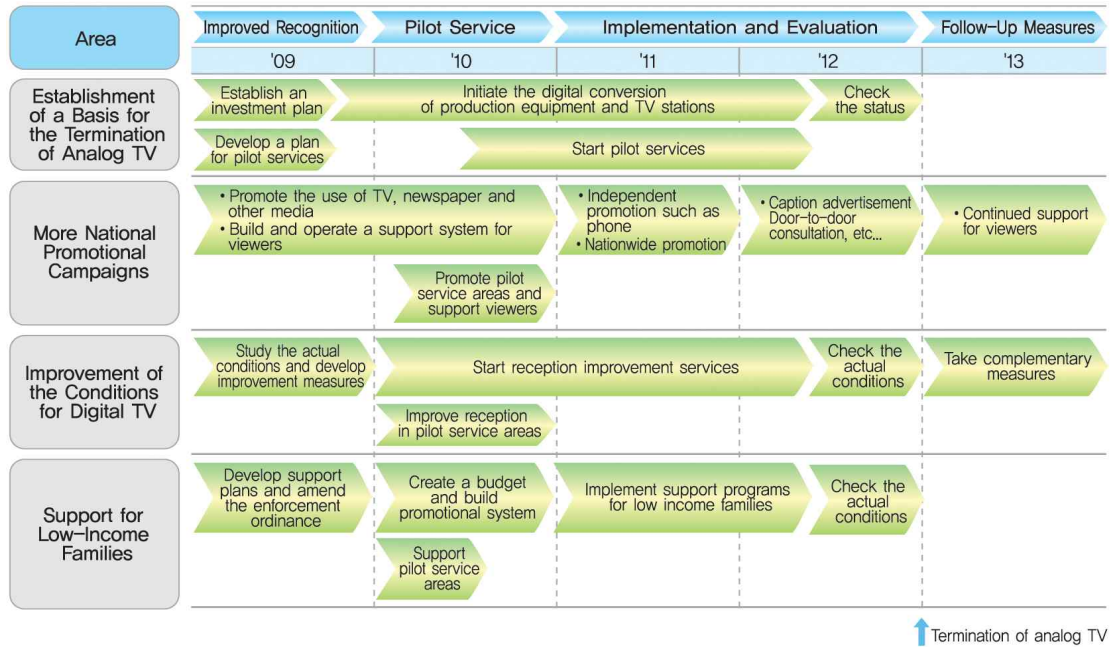 Area
Improved Recognition
Pilot Service
Implementation and Evaluation
Follow-Up Measures
'09
'10
'11
'12
'13
Establishment
of a Basis for
the Termination
of Analog TV
Establish an
investment plan
Initiate the digital conversion
of production equipment and TV stations
Check
the status
Develop a plan
for pilot services
Start pilot services
More National
Promotional
Campaigns
• Promote the use of TV, newspaper and
other media
• Build and operate a support system for
viewers
• Independent
promotion such as
phone
• Nationwide promotion
• Caption advertisement
Door-to-door
consultation, etc...
• Continued support
for viewers
Promote pilot
service areas and
support viewers
Improvement of
the Conditions
for Digital TV
Study the actual
conditions and develop
improvement measures
Start reception improvement services
Check the
actual
conditions
Take complementary
measures
Improve reception
in pilot service areas
Support for
Low-Income
Families
Develop support
plans and amend
the enforcement
ordinance
Create a budget
and build
promotional system
Implement support programs
for low income families
Check the
actual
conditions
Support
pilot service
areas
Termination of analog TV